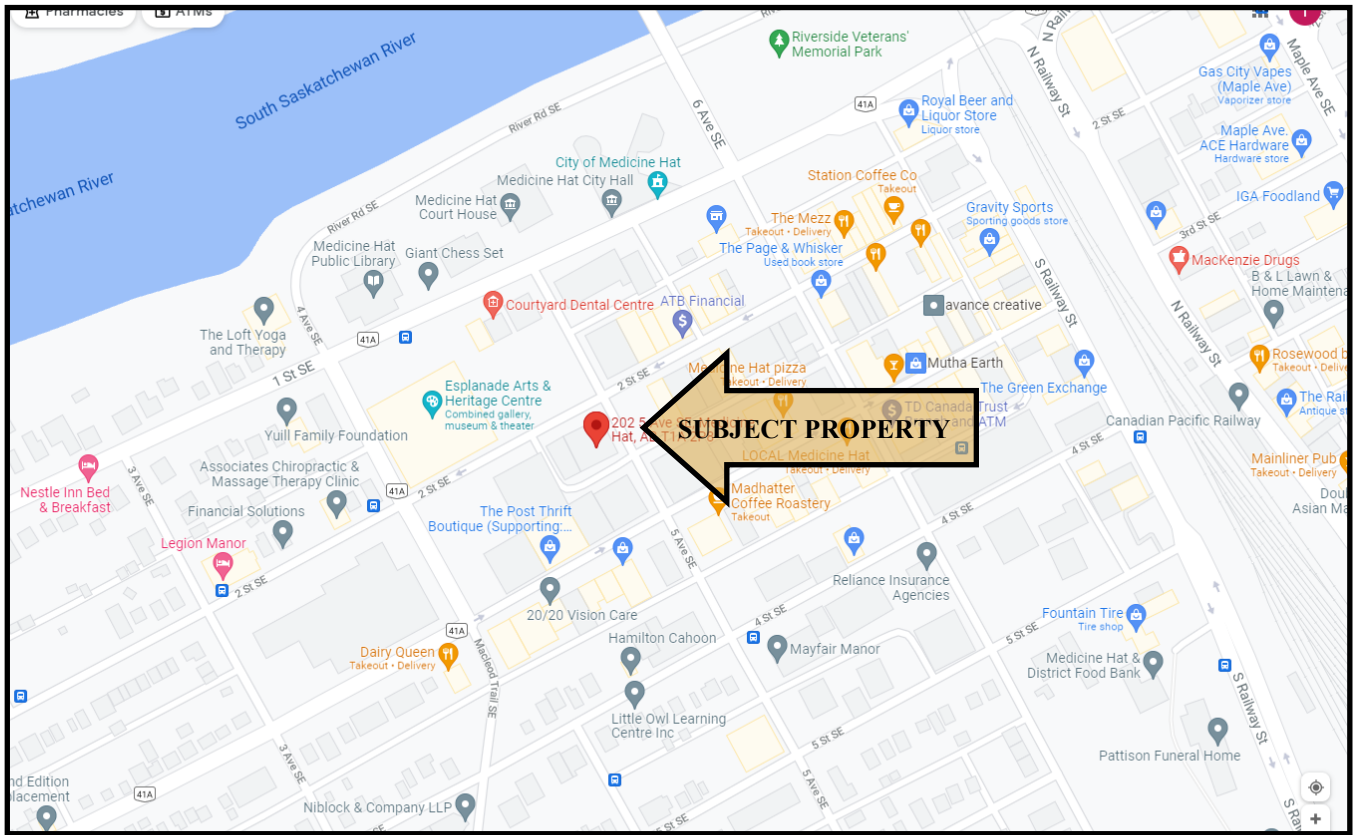 Pharmacies
ATMs
South Saskatchewan River
River
River Rd SE
6 Ave SE
Riverside Veterans'
Memorial Park
41A
Royal Beer and
Liquor Store
Liquor store
N Railway St
Maple Ave SE
Gas City Vapes
(Maple Ave)
Vaporizer store
2 St SE
Maple Ave.
ACE Hardware
Hardware store
IGA Foodland
3rd St SE
City of Medicine Hat
Medicine Hat City Hall
Medicine Hat
Court House
River Rd SE
Medicine Hat
Public Library
Giant Chess Set
Station Coffee Co
Takeout
The Mezz
Takeout • Delivery
The Page & Whisker
Used book store
Gravity Sports
Sporting goods store
S Railway St
MacKenzie Drugs
B & L Lawn &
Home
N Railway St
The Loft Yoga
and Therapy
4 Ave SE
41A
Courtyard Dental Centre
ATB Financial
avance creative
1 St SE
Esplanade Arts &
Heritage Centre
Combined gallery,
museum & theater
2 St SE
Medicine Hat pizza
Takeout • Delivery
Mutha Earth
The Green Exchange
Rosewood
Canadian Pacific Railway
The
202 5 Ave SE,
Hat, AB T1A
SUBJECT PROPERTY
TD Canada Trust
Branch and ATM
LOCAL Medicine Hat
Takeout • Delivery
4 St SE
Mainliner Pub
Takeout • Delivery
Yuill Family Foundation
Associates Chiropractic &
Massage Therapy Clinic
3 Ave SE
Nestle Inn Bed
& Breakfast
Financial Solutions
41A
2 St SE
Legion Manor
2 St SE
The Post Thrift
Boutique (Supporting:...
Madhatter
Coffee Roastery
Takeout
5 Ave SE
4 St SE
Reliance Insurance
Agencies
20/20 Vision Care
Hamilton Cahoon
4 St SE
Mayfair Manor
5 St SE
Fountain Tire
Tire shop
Medicine Hat &
District Food Bank
41A
Dairy Queen
Takeout • Delivery
Macleod Trail SE
Little Owl Learning
Centre Inc
5 St SE
S Railway St
Pattison Funeral Home
3 Ave SE
5 Ave SE
41A
Edition
Niblock & Company LLP